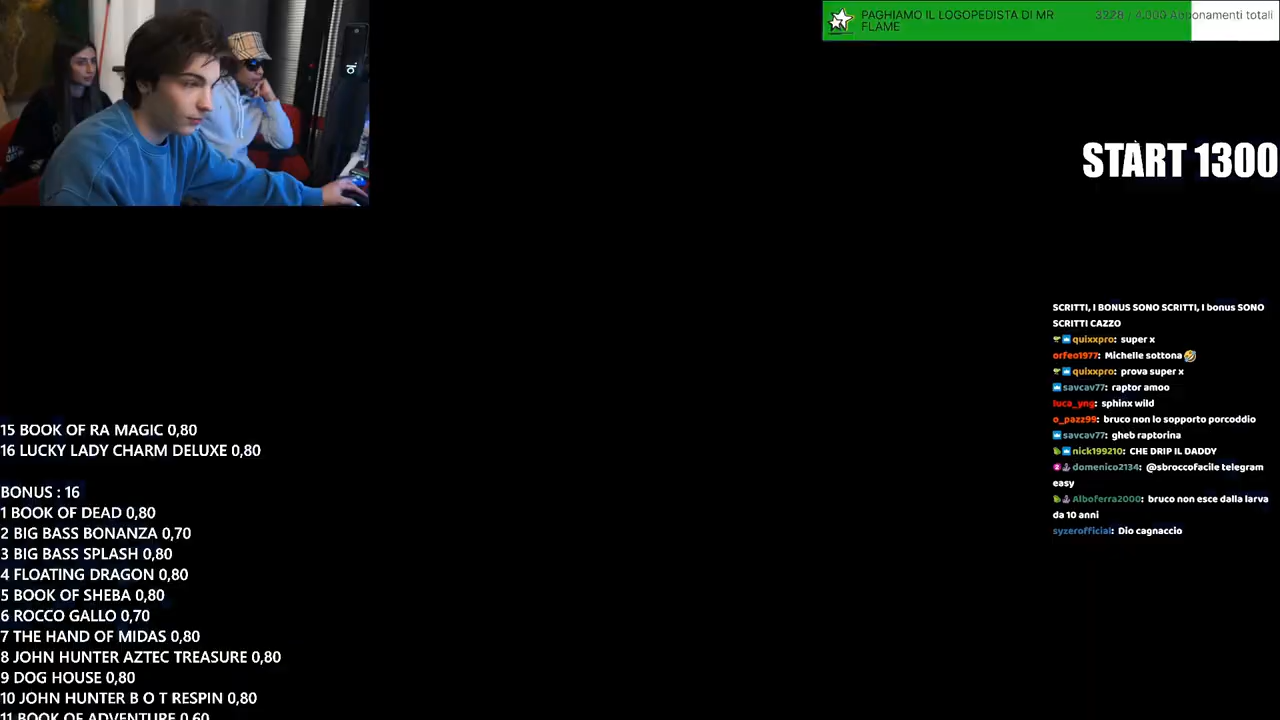 PAGHIAMO IL LOGOPEDISTA DI MR
FLAME
3228 / 4.000 Abbonamenti totali
START 1300
SCRITTI, I BONUS SONO SCRITTI, I bonus SONO
SCRITTI CAZZO
quixxpro: super x
orfeo1977: Michelle sottona🤣
quixxpro: prova super x
savcav77: raptor amoo
luca_yng: sphinx wild
o_pazz99: bruco non lo sopporto porcoddio
savcav77: gheb raptorina
nick199210: CHE DRIP IL DADDY
domenico2134: @sbroccofacile telegram
easy
Alboferra2000: bruco non esce dalla larva
da 10 anni
syzerofficial: Dio cagnaccio
15 BOOK OF RA MAGIC 0,80
16 LUCKY LADY CHARM DELUXE 0,80
BONUS : 16
1 BOOK OF DEAD 0,80
2 BIG BASS BONANZA 0,70
3 BIG BASS SPLASH 0,80
4 FLOATING DRAGON 0,80
5 BOOK OF SHEBA 0,80
6 ROCCO GALLO 0,70
7 THE HAND OF MIDAS 0,80
8 JOHN HUNTER AZTEC TREASURE 0,80
9 DOG HOUSE 0,80
10 JOHN HUNTER B O T RESPIN 0,80
11 BOOK OF ADVENTURE 0,60